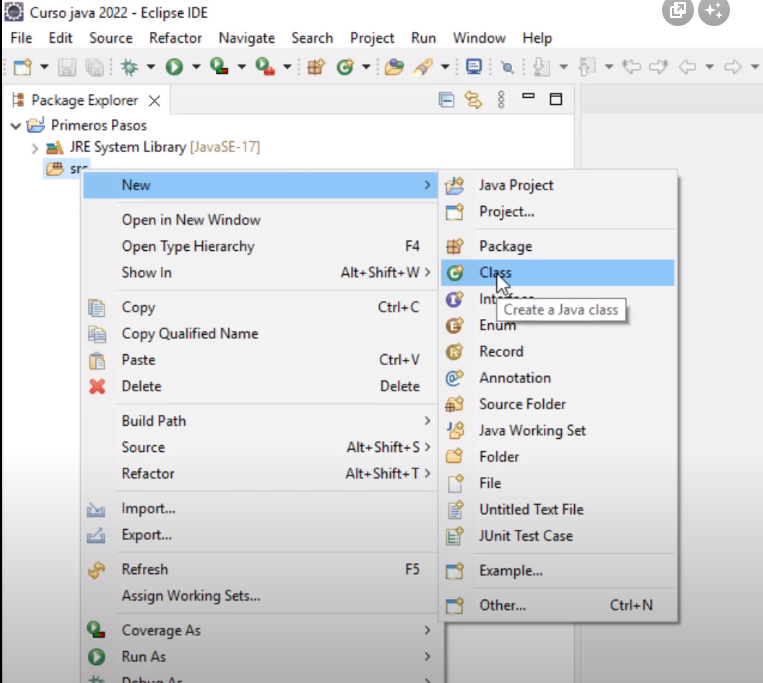 Curso java 2022 - Eclipse IDE
File Edit Source Refactor Navigate Search Project Run Window Help
Package Explorer
Primeros Pasos
JRE System Library [JavaSE-17]
src
New
Open in New Window
Open Type Hierarchy F4
Show In Alt+Shift+W
Copy Ctrl+C
Copy Qualified Name
Paste Ctrl+V
Delete Delete
Build Path
Source Alt+Shift+S
Refactor Alt+Shift+T
Import...
Export...
Refresh F5
Assign Working Sets...
Coverage As
Run As
Debug As
Java Project
Project...
Package
Class
Interface
Create a Java class
Enum
Record
Annotation
Source Folder
Java Working Set
Folder
File
Untitled Text File
JUnit Test Case
Example...
Other... Ctrl+N